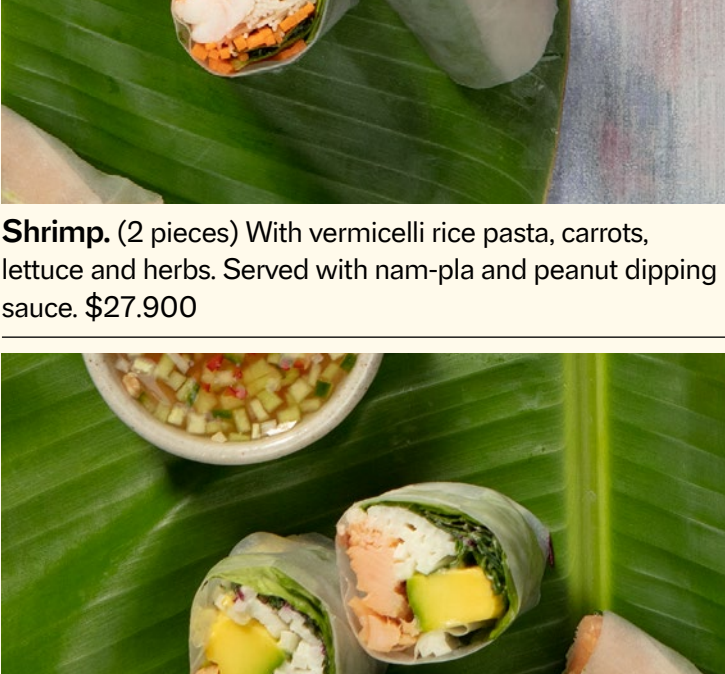 Shrimp. (2 pieces) With vermicelli rice pasta, carrots,
lettuce and herbs. Served with nam-pla and peanut dipping
sauce. $27.900